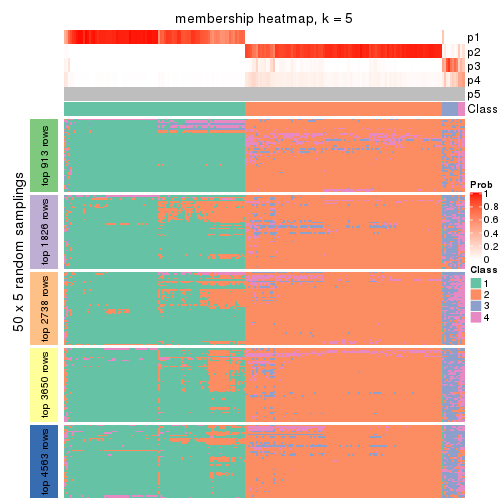 membership heatmap, k = 5
p1
p2
p3
p4
p5
Class
50 x 5 random samplings
top 913 rows
top 1826 rows
top 2738 rows
top 3650 rows
top 4563 rows
Prob
1
0.8
0.6
0.4
0.2
0
Class
1
2
3
4